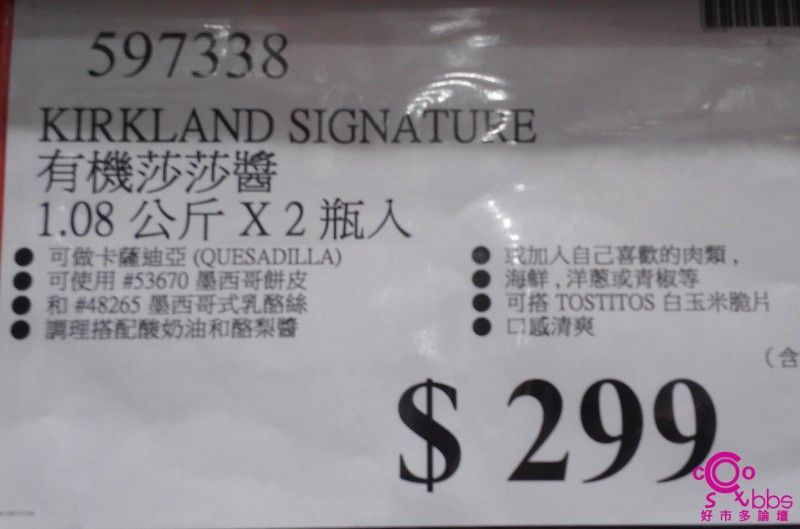 597338
KIRKLAND SIGNATURE
有機莎莎醬
1.08 公斤 X 2 瓶入
● 可做卡薩迪亞 (QUESADILLA)
● 可使用 #53670 墨西哥餅皮
● 和 #48265 墨西哥式乳酪絲
● 調理搭配酸奶油和酪梨醬
● 或加入自己喜歡的肉類,
● 海鮮, 洋蔥或青椒等
● 可搭 TOSTITOS 白玉米脆片
● 口感清爽
(含
$ 299
COSTCO bbs
好市多論壇